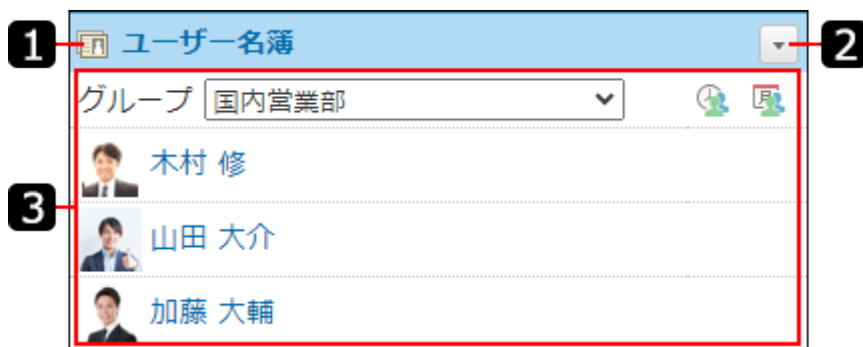 1 ユーザー名簿 2
グループ 国内営業部
木村 修
3
山田 大介
加藤 大輔